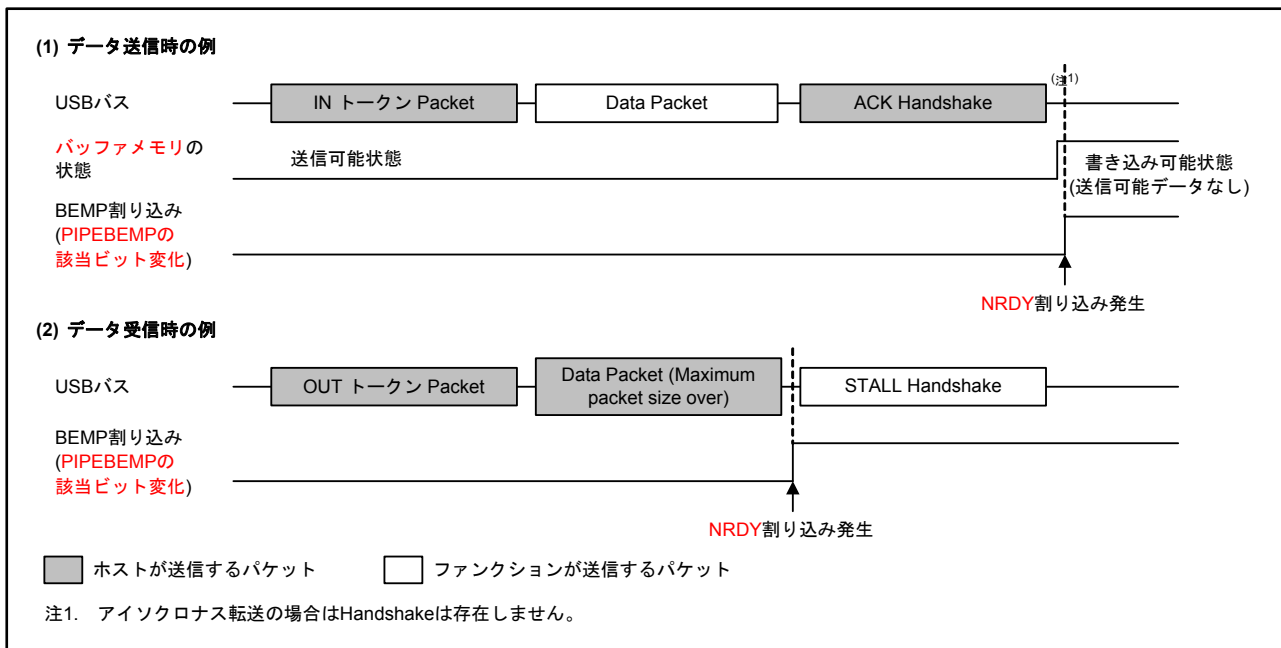 (1) データ送信時の例
(注1)
USBバス
IN トークン Packet
Data Packet
ACK Handshake
バッファメモリの
状態
送信可能状態
書き込み可能状態
(送信可能データなし)
BEMP割り込み
(PIPEBEMPの
該当ビット変化)
NRDY割り込み発生
(2) データ受信時の例
USBバス
OUT トークン Packet
Data Packet (Maximum
packet size over)
STALL Handshake
BEMP割り込み
(PIPEBEMPの
該当ビット変化)
NRDY割り込み発生
ホストが送信するパケット
ファンクションが送信するパケット
注1. アイソクロナス転送の場合はHandshakeは存在しません。